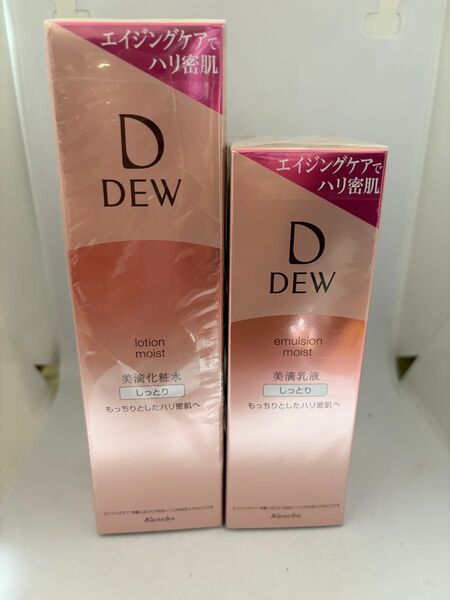 エイジングケアで
ハリ密肌
D
DEW
lotion
moist
美滴化粧水
しっとり
もっちりとしたハリ密肌へ
Kanebo
エイジングケアで
ハリ密肌
D
DEW
emulsion
moist
美滴乳液
しっとり
もっちりとしたハリ密肌へ
Kanebo